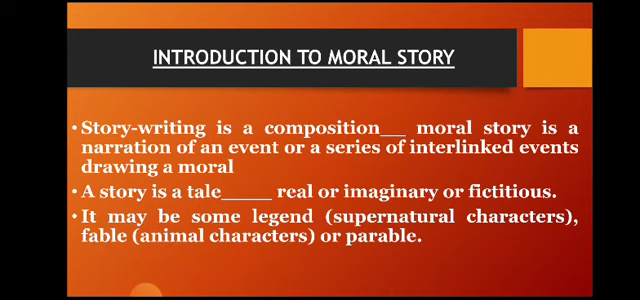 INTRODUCTION TO MORAL STORY
• Story-writing is a composition__ moral story is a
narration of an event or a series of interlinked events
drawing a moral
• A story is a tale____ real or imaginary or fictitious.
• It may be some legend (supernatural characters),
fable (animal characters) or parable.